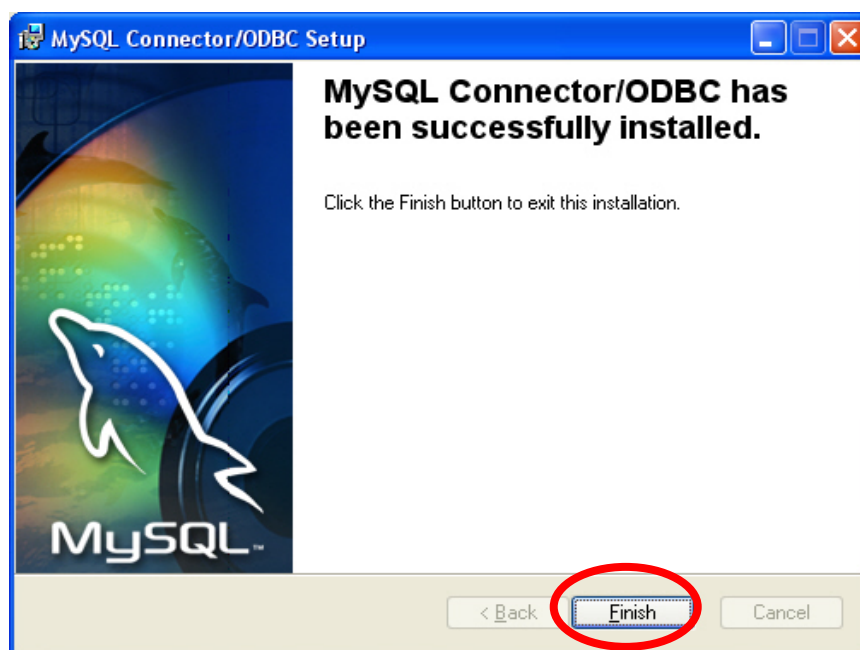 MySQL Connector/ODBC Setup
MySQL Connector/ODBC has
been successfully installed.
Click the Finish button to exit this installation.
MySQL™
< Back
Finish
Cancel